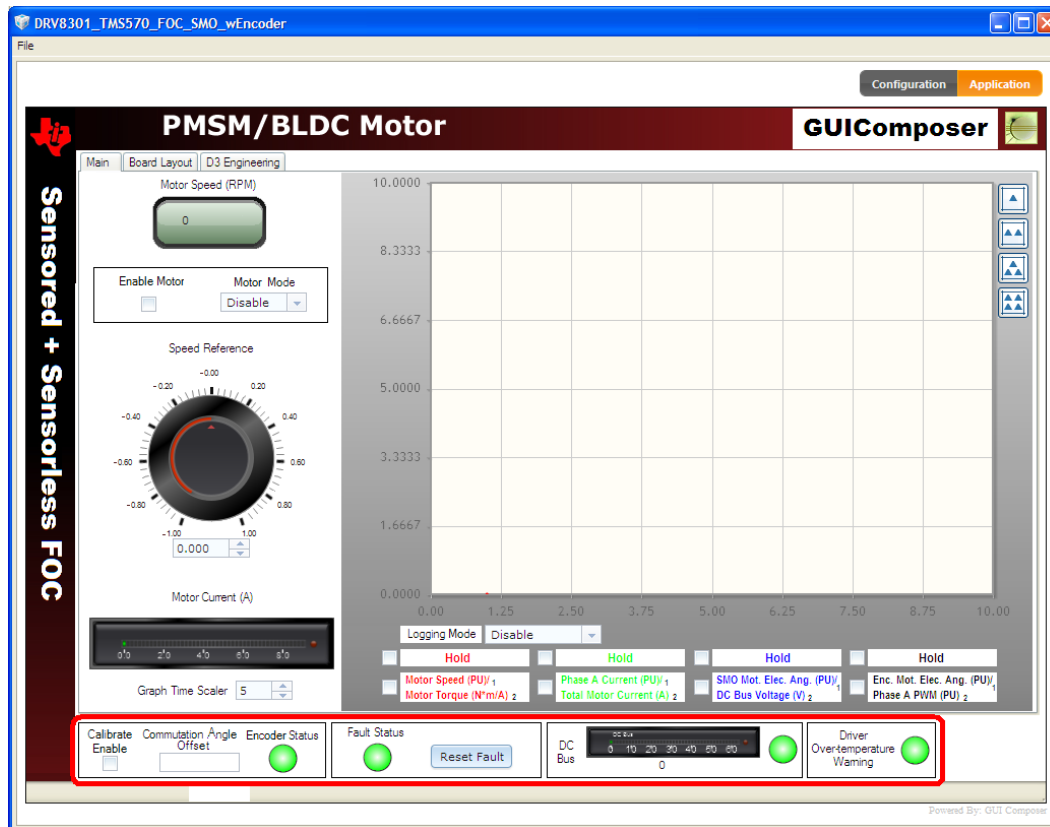 DRV8301_TMS570_FOC_SMO_wEncoder
File
Configuration
Application
PMSM/BLDC Motor
GUIComposer
Sensored + Sensorless FOC
Main
Board Layout
D3 Engineering
Motor Speed (RPM)
0
Enable Motor
Motor Mode
Disable
Speed Reference
-0.00
-0.20
0.20
-0.40
0.40
-0.60
0.60
-0.80
0.80
-1.00
1.00
0.000
Motor Current (A)
0'0 2'0 4'0 6'0 8'0
Graph Time Scaler
5
10.0000
8.3333
6.6667
5.0000
3.3333
1.6667
0.0000
0.00 1.25 2.50 3.75 5.00 6.25 7.50 8.75 10.00
Logging Mode
Disable
Hold
Hold
Hold
Hold
Motor Speed (PU)/ 1
Motor Torque (N*m/A) 2
Phase A Current (PU)/ 1
Total Motor Current (A) 2
SMO Mot. Elec. Ang. (PU)/ 1
DC Bus Voltage (V) 2
Enc. Mot. Elec. Ang. (PU)/ 1
Phase A PWM (PU) 2
Calibrate
Enable
Commutation Angle
Offset
Encoder Status
Fault Status
Reset Fault
DC
Bus
DC Bus
0 10 20 30 40 50 60
0
Driver
Over-temperature
Warning
Powered By: GUI Composer